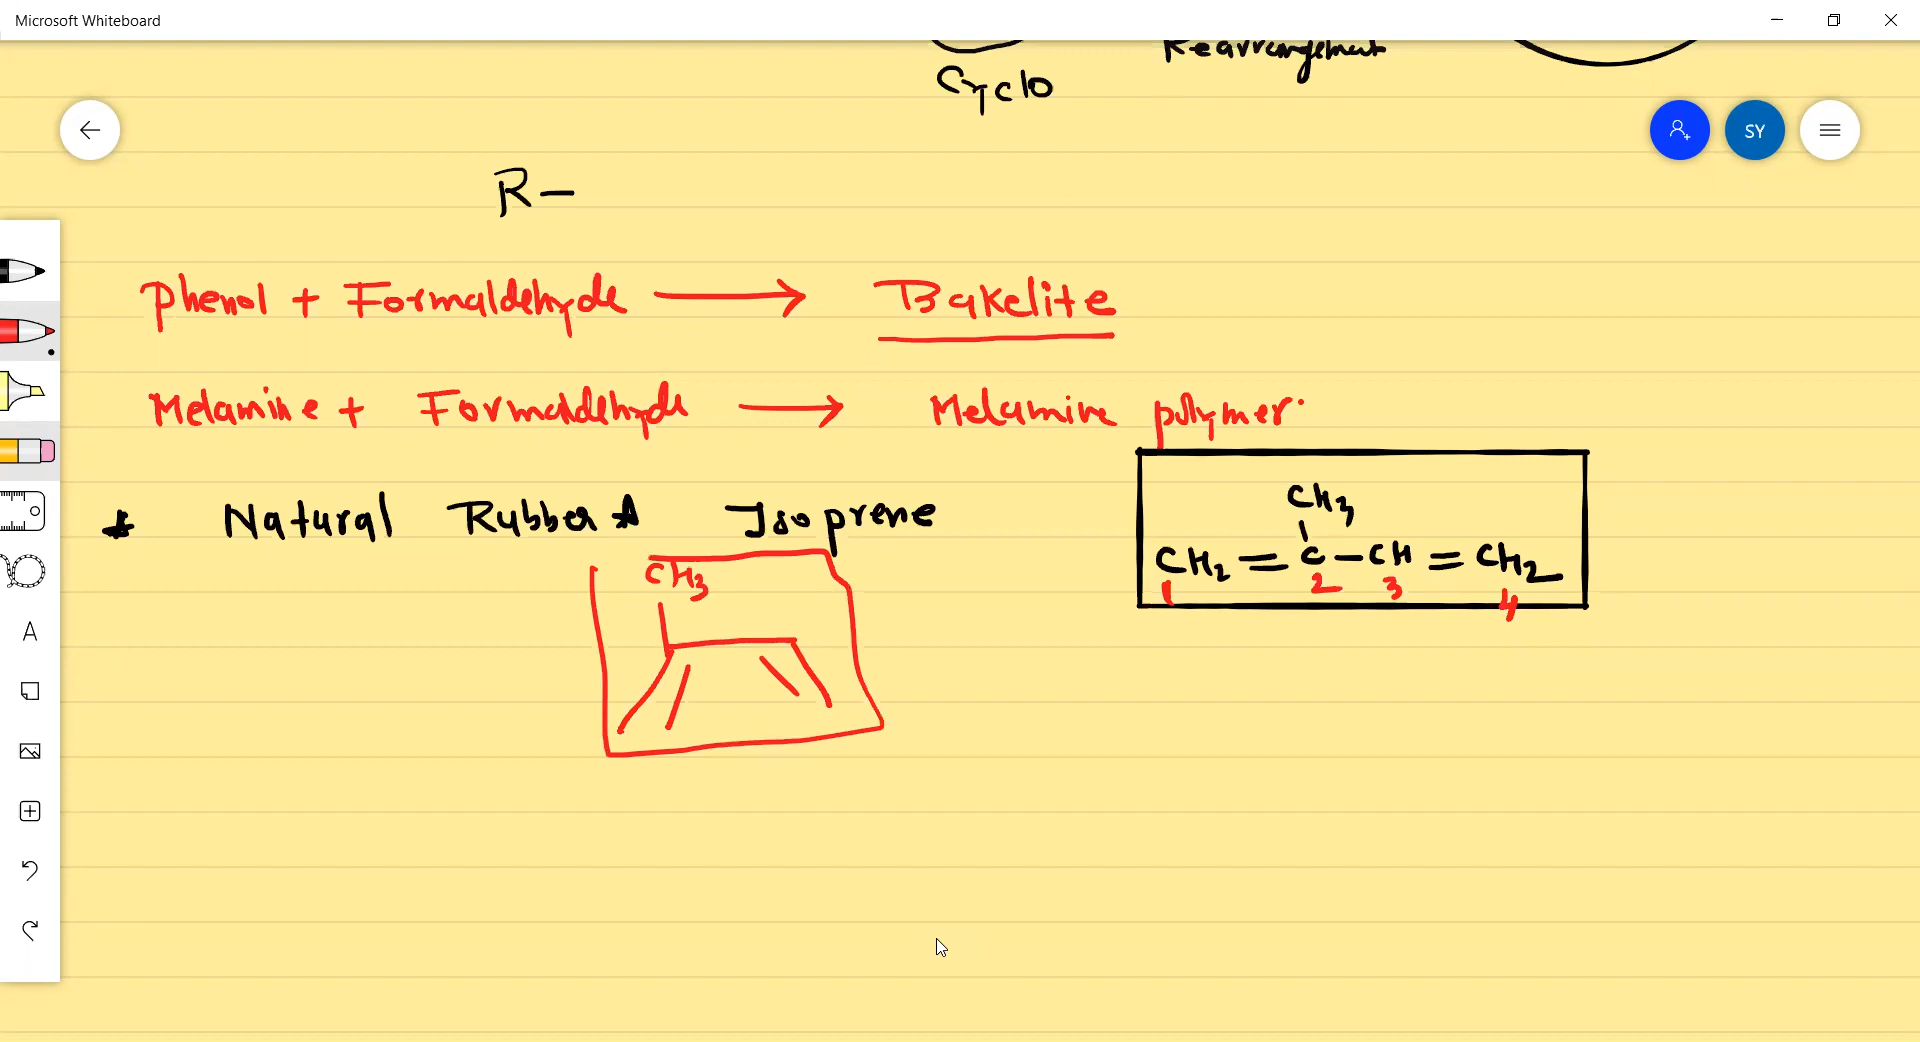 Microsoft Whiteboard
Rearrangement
Cyclo
SY
R-
Phenol + Formaldehyde → Bakelite
Melamine + Formaldehyde → Melamine polymer
* Natural Rubber Isoprene
CH3
CH3
CH2 = C - CH = CH2
1 2 3 4
A